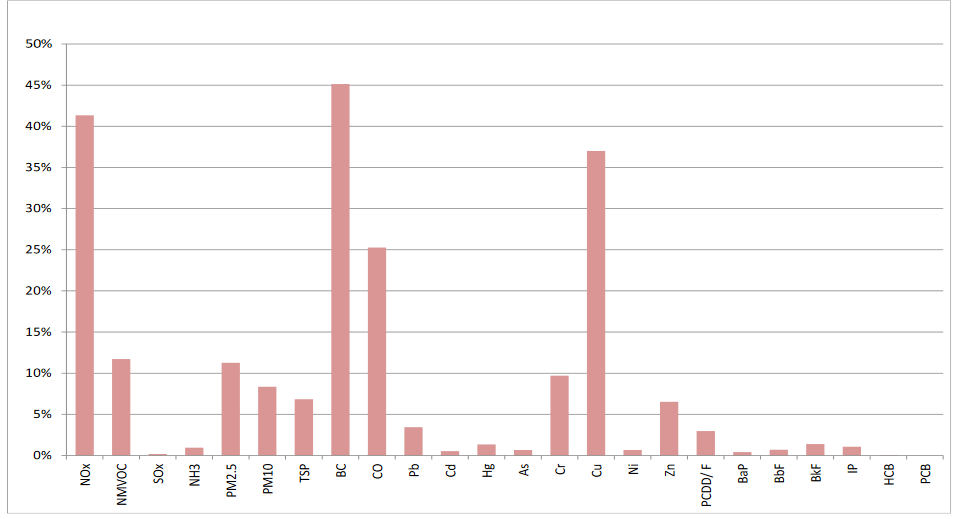 50%
45%
40%
35%
30%
25%
20%
15%
10%
5%
0%
NOx
NMVOC
SOx
NH3
PM2.5
PM10
TSP
BC
CO
Pb
Cd
Hg
As
Cr
Cu
Ni
Zn
PCDD/ F
BaP
BbF
BkF
IP
HCB
PCB